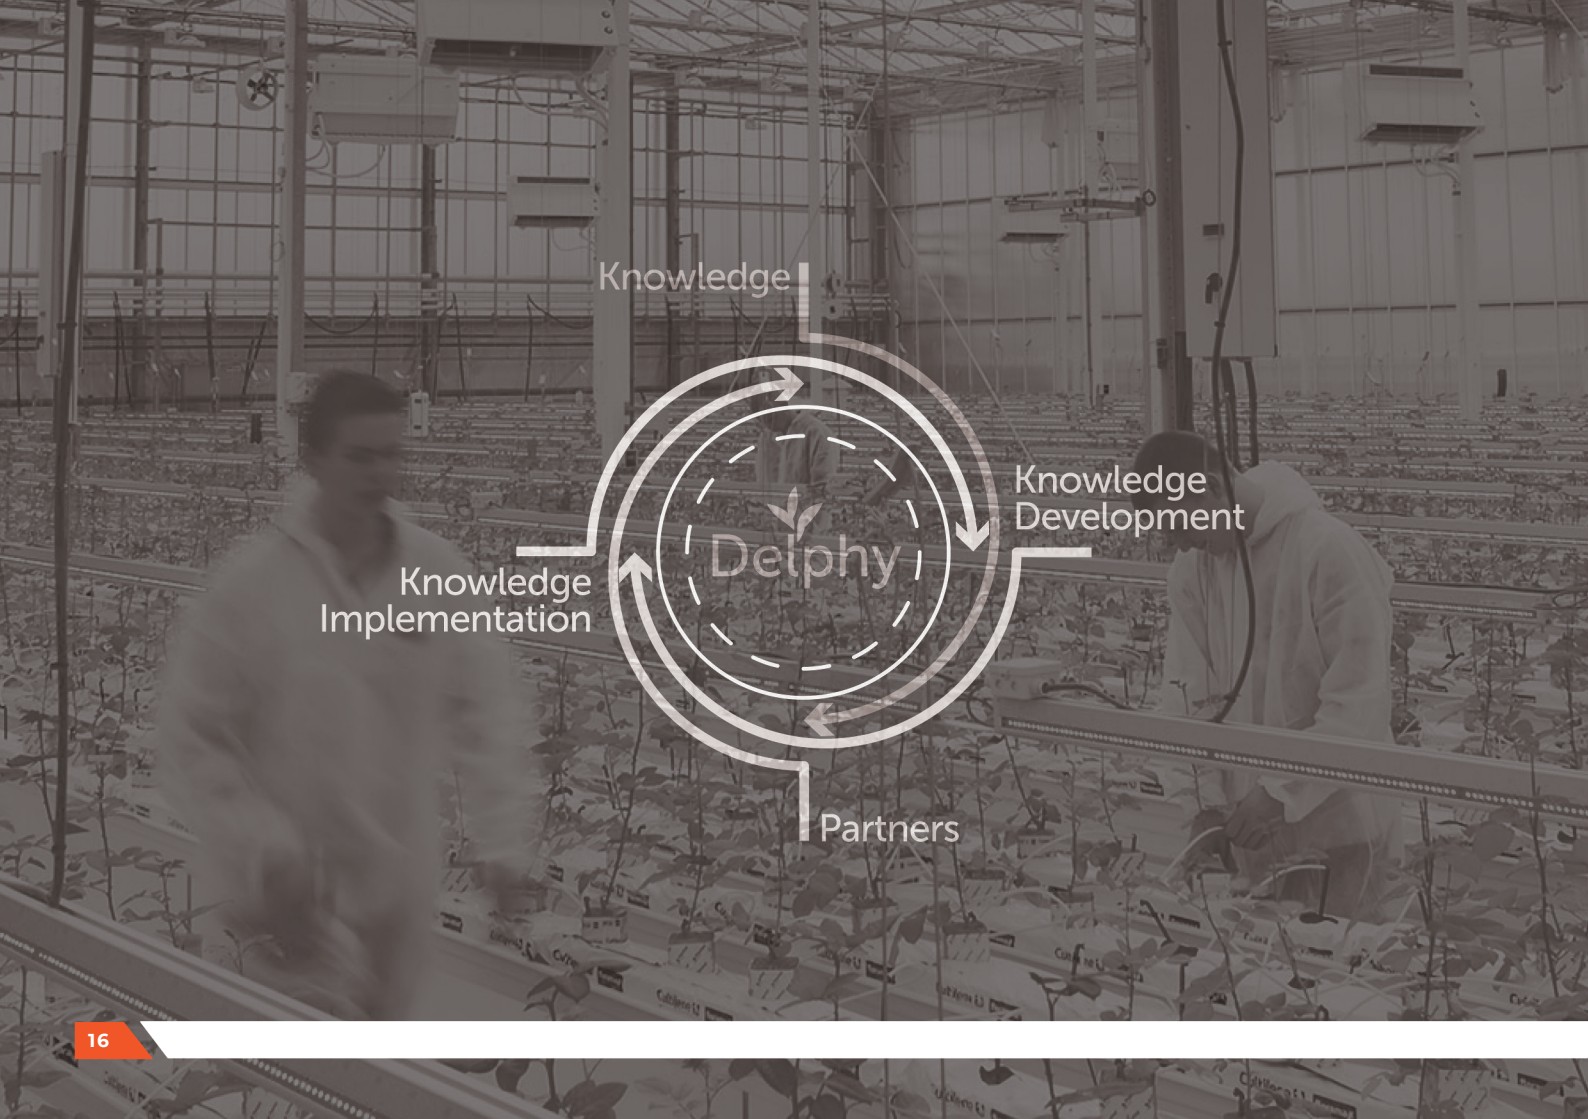 Knowledge
Knowledge
Development
Delphy
Knowledge
Implementation
Partners
16